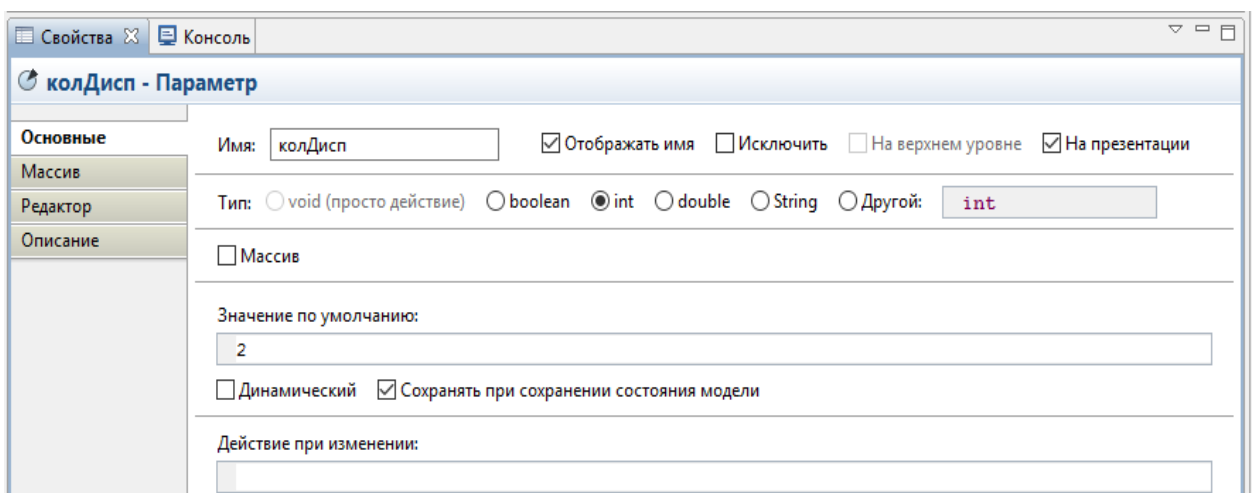 Свойства Консоль
колДисп - Параметр
Основные
Массив
Редактор
Описание
Имя: колДисп Отображать имя Исключить На верхнем уровне На презентации
Тип: void (просто действие) boolean int double String Другой: int
Массив
Значение по умолчанию:
2
Динамический Сохранять при сохранении состояния модели
Действие при изменении: